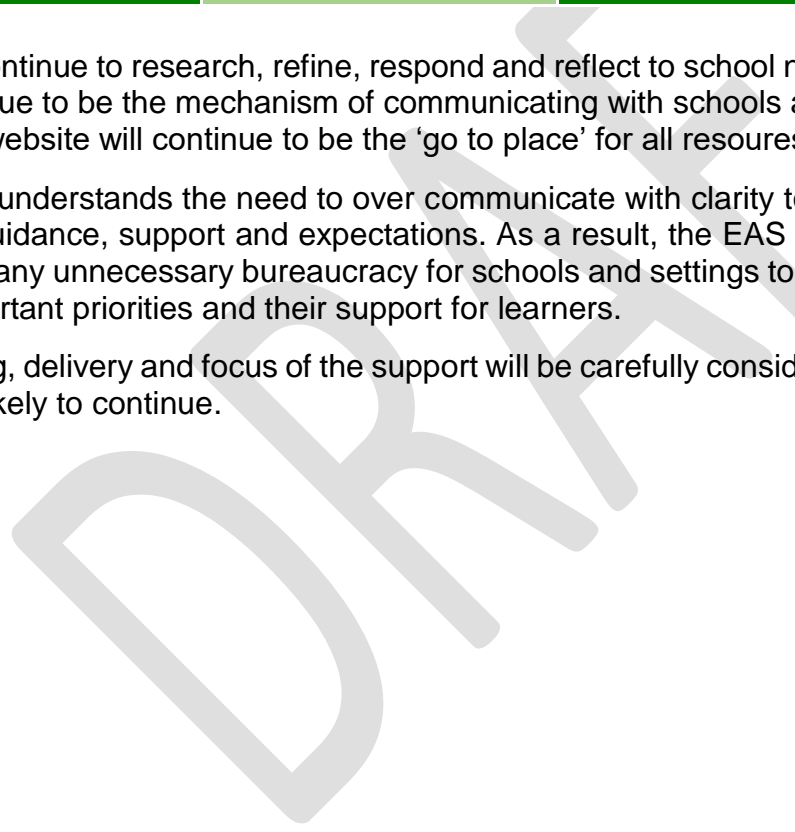 ntinue to research, refine, respond and reflect to school n
ue to be the mechanism of communicating with schools a
website will continue to be the ‘go to place’ for all resoures
understands the need to over communicate with clarity to
uidance, support and expectations. As a result, the EAS
any unnecessary bureaucracy for schools and settings to
rtant priorities and their support for learners.
g, delivery and focus of the support will be carefully consid
kely to continue.
DRAF